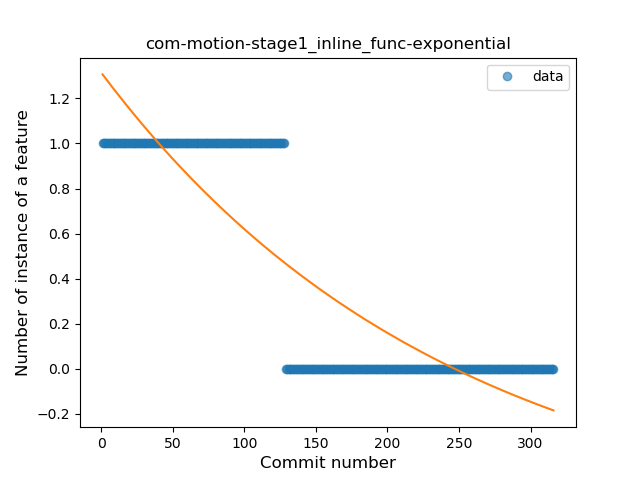 com-motion-stage1_inline_func-exponential
data
Number of instance of a feature
1.2
1.0
0.8
0.6
0.4
0.2
0.0
−0.2
0 50 100 150 200 250 300
Commit number